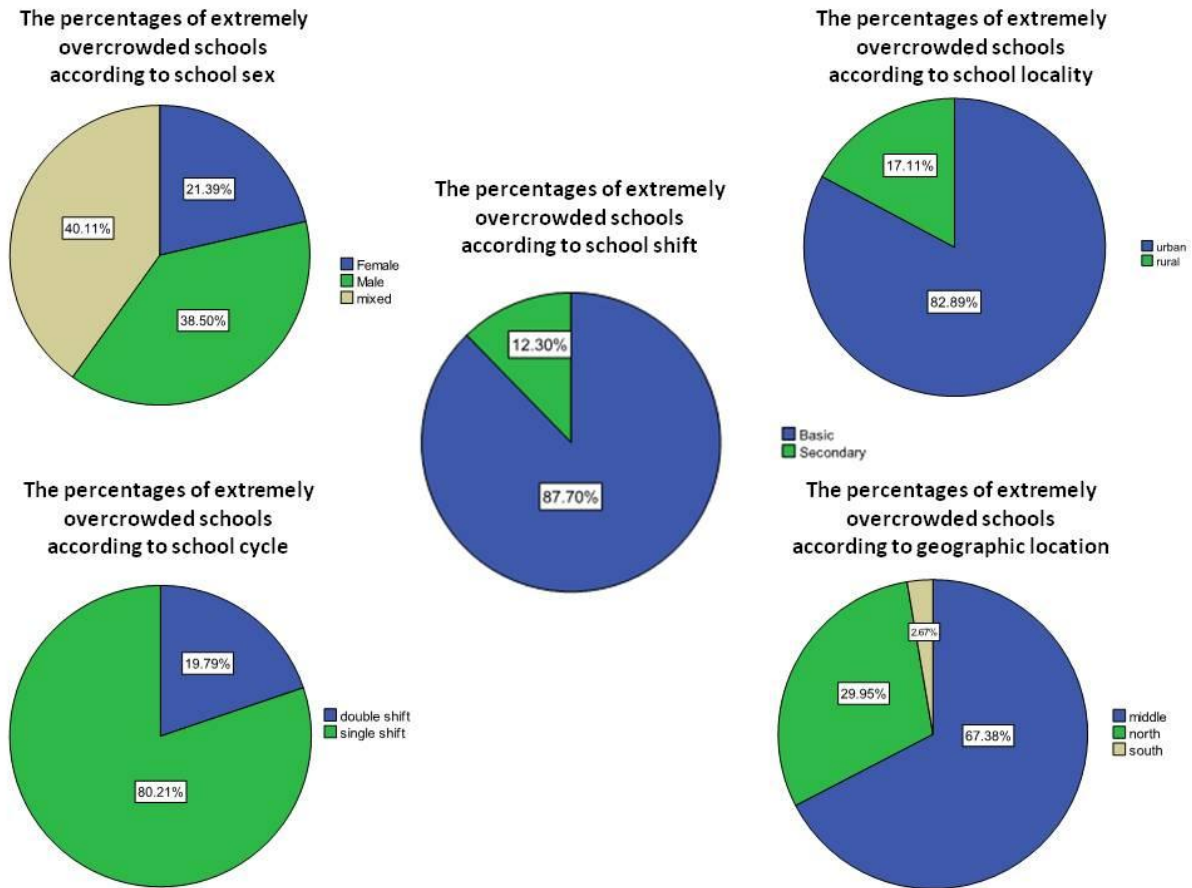 The percentages of extremely
overcrowded schools
according to school sex
21.39%
40.11%
38.50%
Female
Male
mixed
The percentages of extremely
overcrowded schools
according to school locality
17.11%
82.89%
urban
rural
The percentages of extremely
overcrowded schools
according to school shift
12.30%
87.70%
Basic
Secondary
The percentages of extremely
overcrowded schools
according to school cycle
19.79%
80.21%
double shift
single shift
The percentages of extremely
overcrowded schools
according to geographic location
2.67%
29.95%
67.38%
middle
north
south